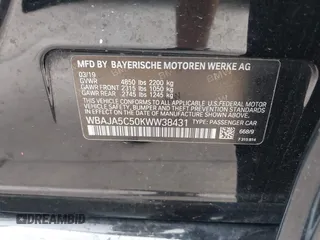 MFD BY BAYERISCHE MOTOREN WERKE AG
03/19
GVWR 4850 lbs 2200 kg
GAWR FRONT 2315 lbs 1050 kg
GAWR REAR 2745 lbs 1245 kg
THIS VEHICLE CONFORMS TO ALL APPLICABLE FEDERAL MOTOR
VEHICLE SAFETY, BUMPER, AND THEFT PREVENTION STANDARDS
IN EFFECT ON THE DATE OF MANUFACTURE SHOWN ABOVE.
WBAJA5C50KWW38431 TYPE: PASSENGER CAR
668/9
DREAMBID